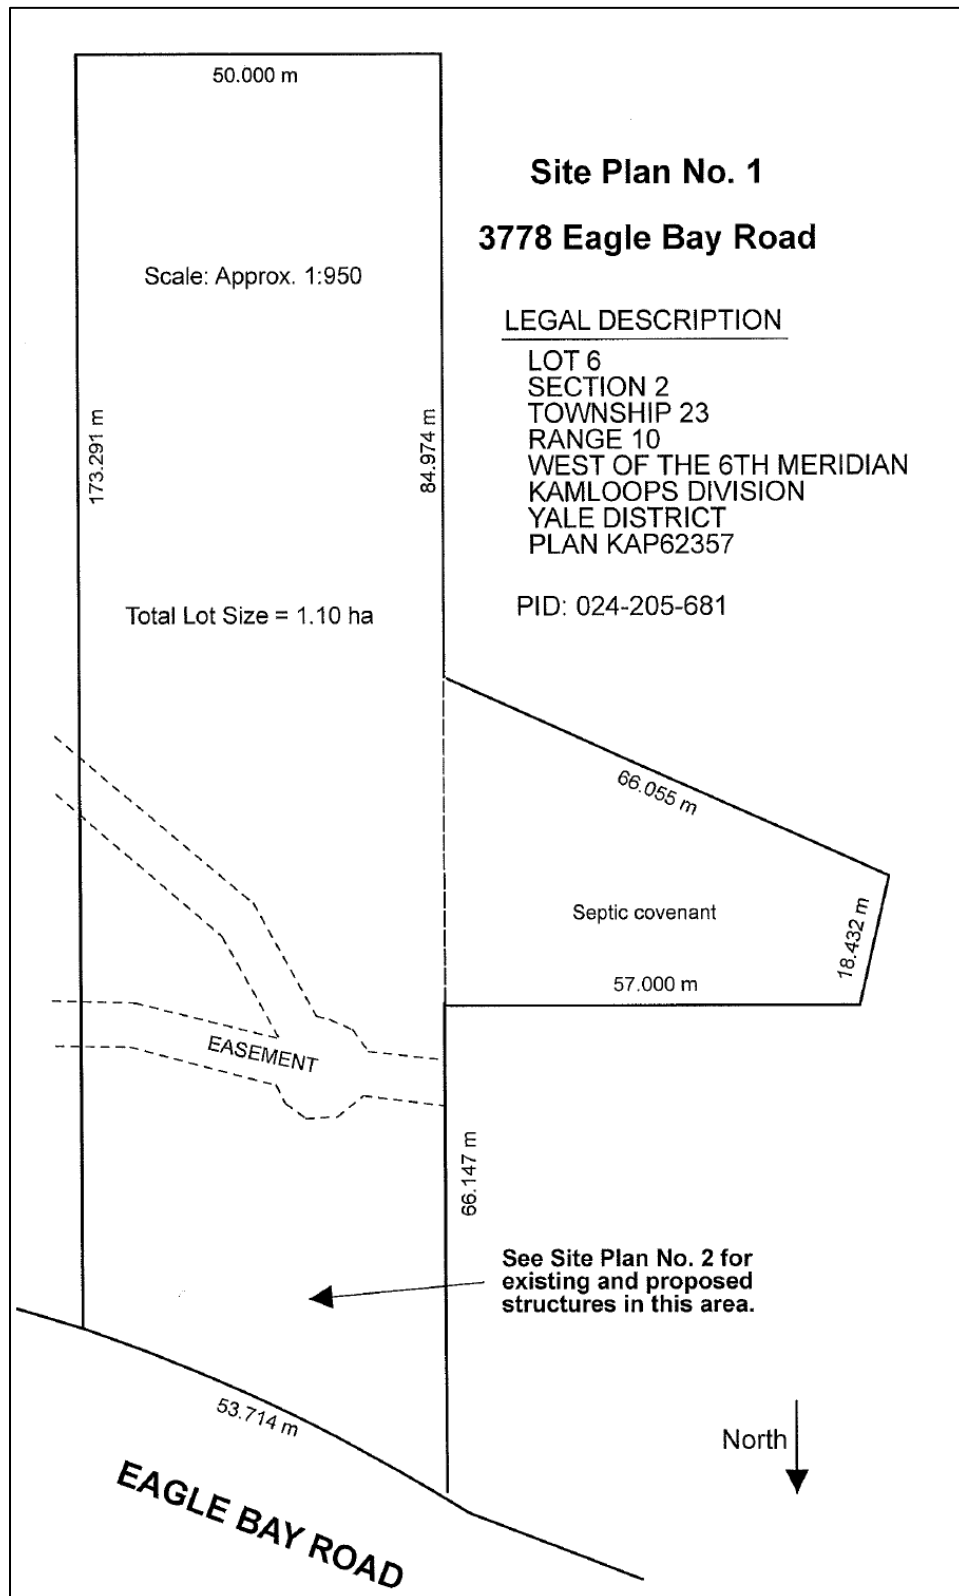 50.000 m
Site Plan No. 1
3778 Eagle Bay Road
Scale: Approx. 1:950
LEGAL DESCRIPTION
LOT 6
SECTION 2
TOWNSHIP 23
RANGE 10
WEST OF THE 6TH MERIDIAN
KAMLOOPS DIVISION
YALE DISTRICT
PLAN KAP62357
173.291 m
84.974 m
Total Lot Size = 1.10 ha
PID: 024-205-681
66.055 m
Septic covenant
18.432 m
57.000 m
EASEMENT
66.147 m
See Site Plan No. 2 for
existing and proposed
structures in this area.
53.714 m
North
EAGLE BAY ROAD